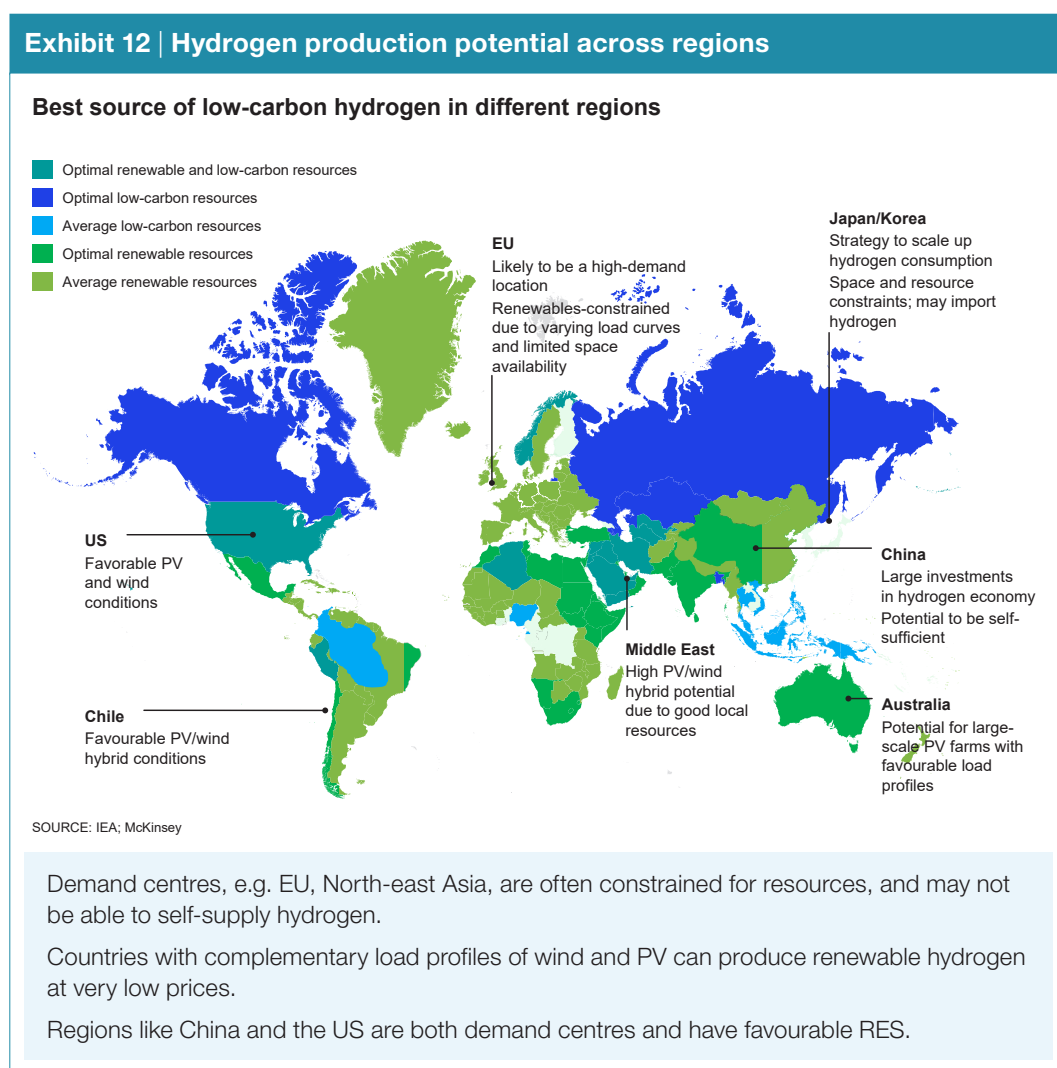 Exhibit 12 | Hydrogen production potential across regions
Best source of low-carbon hydrogen in different regions
Optimal renewable and low-carbon resources
Optimal low-carbon resources
Average low-carbon resources
Optimal renewable resources
Average renewable resources
EU
Likely to be a high-demand
location
Renewables-constrained
due to varying load curves
and limited space
availability
Japan/Korea
Strategy to scale up
hydrogen consumption
Space and resource
constraints; may import
hydrogen
US
Favorable PV
and wind
conditions
China
Large investments
in hydrogen economy
Potential to be self-
sufficient
Middle East
High PV/wind
hybrid potential
due to good local
resources
Chile
Favourable PV/wind
hybrid conditions
Australia
Potential for large-
scale PV farms with
favourable load
profiles
SOURCE: IEA; McKinsey
Demand centres, e.g. EU, North-east Asia, are often constrained for resources, and may not
be able to self-supply hydrogen.
Countries with complementary load profiles of wind and PV can produce renewable hydrogen
at very low prices.
Regions like China and the US are both demand centres and have favourable RES.